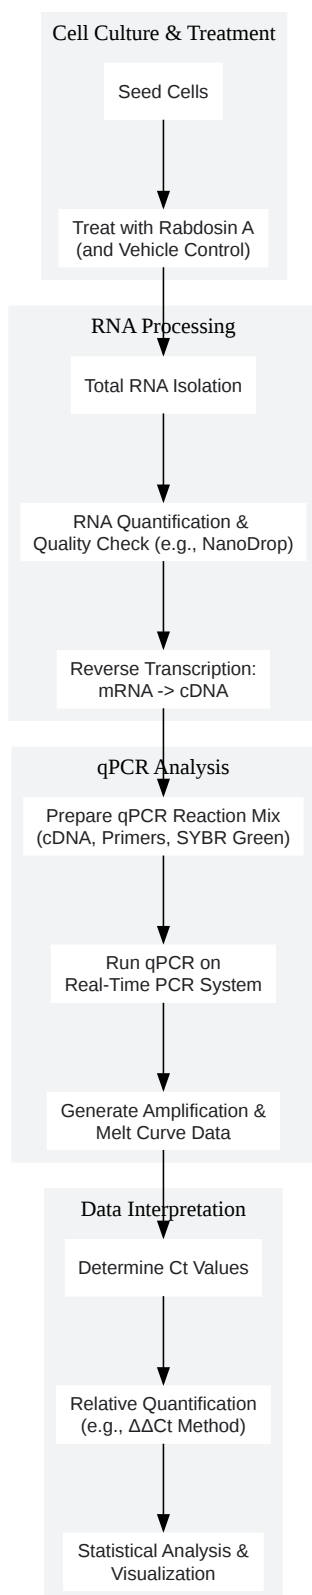 Cell Culture & Treatment
Seed Cells
Treat with Rabdosin A
(and Vehicle Control)
RNA Processing
Total RNA Isolation
RNA Quantification &
Quality Check (e.g., NanoDrop)
Reverse Transcription:
mRNA -> cDNA
qPCR Analysis
Prepare qPCR Reaction Mix
(cDNA, Primers, SYBR Green)
Run qPCR on
Real-Time PCR System
Generate Amplification &
Melt Curve Data
Data Interpretation
Determine Ct Values
Relative Quantification
(e.g., ΔΔCt Method)
Statistical Analysis &
Visualization